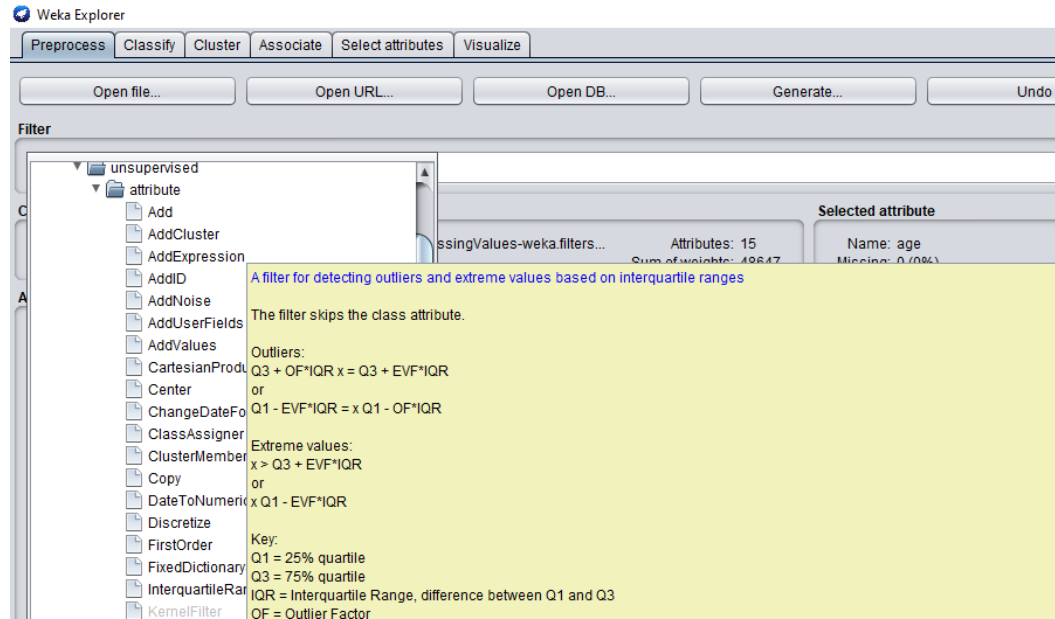 Weka Explorer
Preprocess Classify Cluster Associate Select attributes Visualize
Open file... Open URL... Open DB... Generate... Undo
Filter
unsupervised
attribute
Add
AddCluster
AddExpression
AddID
AddNoise
AddUserFields
AddValues
CartesianProdu
Center
ChangeDateFo
ClassAssigner
ClusterMember
Copy
DateToNumeric
Discretize
FirstOrder
FixedDictionary
InterquartileRan
KernelFilter
C
A
ssingValues-weka.filters... Attributes: 15
Sum of weights: 48647
Selected attribute
Name: age
Missing: 0 (0%)
A filter for detecting outliers and extreme values based on interquartile ranges
The filter skips the class attribute.
Outliers:
Q3 + OF*IQR x = Q3 + EVF*IQR
or
Q1 - EVF*IQR = x Q1 - OF*IQR
Extreme values:
x > Q3 + EVF*IQR
or
x Q1 - EVF*IQR
Key:
Q1 = 25% quartile
Q3 = 75% quartile
IQR = Interquartile Range, difference between Q1 and Q3
OF = Outlier Factor